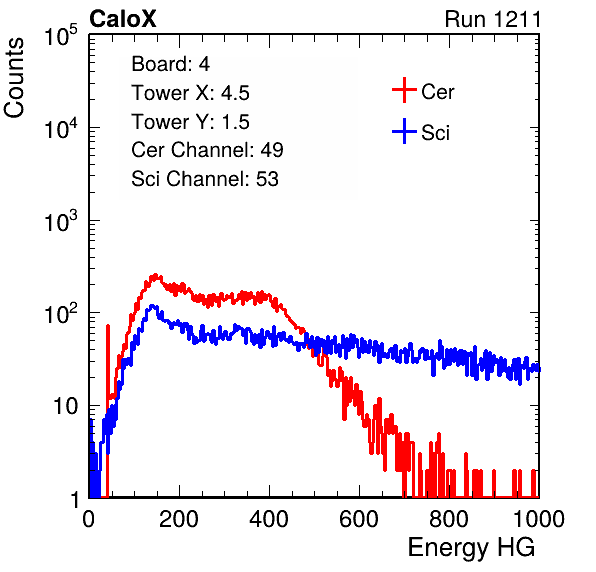 CaloX Run 1211
Counts
10^5
Board: 4
Tower X: 4.5
Tower Y: 1.5
Cer Channel: 49
Sci Channel: 53
Cer
Sci
10^4
10^3
10^2
10
1
0 200 400 600 800 1000
Energy HG